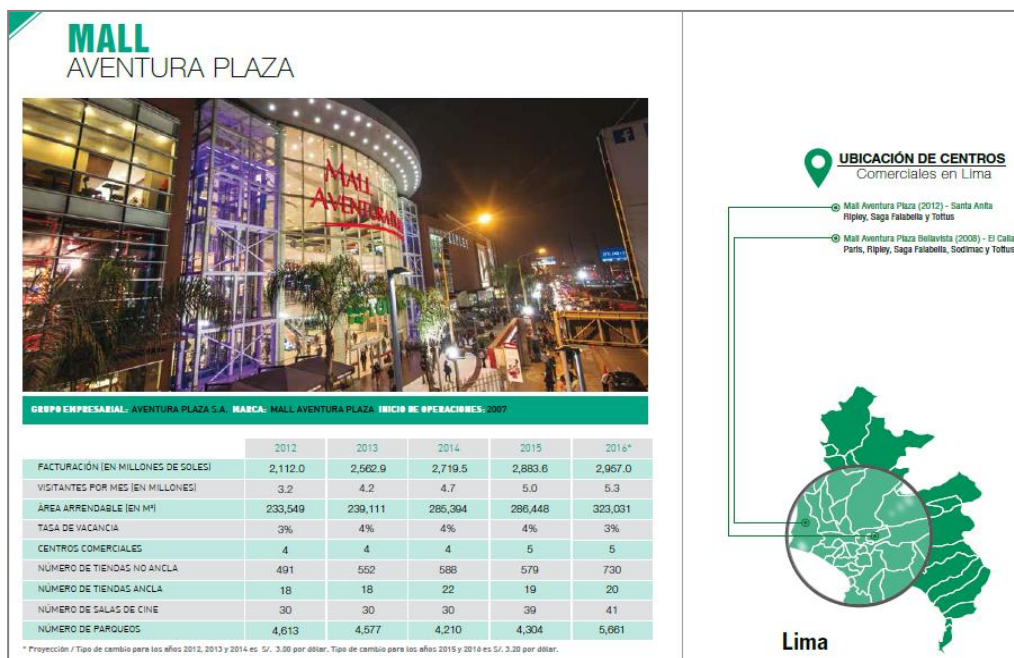 MALL
AVENTURA PLAZA
MALL
AVENTURA
GRUPO EMPRESARIAL: AVENTURA PLAZA S.A. MARCA: MALL AVENTURA PLAZA INICIO DE OPERACIONES: 2007
2012 2013 2014 2015 2016*
FACTURACIÓN (EN MILLONES DE SOLES) 2,112.0 2,562.9 2,719.5 2,883.6 2,957.0
VISITANTES POR MES (EN MILLONES) 3.2 4.2 4.7 5.0 5.3
ÁREA ARRENDABLE (EN M²) 233,549 239,111 285,394 286,448 323,031
TASA DE VACANCIA 3% 4% 4% 4% 3%
CENTROS COMERCIALES 4 4 4 5 5
NÚMERO DE TIENDAS NO ANCLA 491 552 588 579 730
NÚMERO DE TIENDAS ANCLA 18 18 22 19 20
NÚMERO DE SALAS DE CINE 30 30 30 39 41
NÚMERO DE PARQUEOS 4,613 4,577 4,210 4,304 5,661
* Proyección / Tipo de cambio para los años 2012, 2013 y 2014 es S/. 3.00 por dólar. Tipo de cambio para los años 2015 y 2016 es S/. 3.20 por dólar.
UBICACIÓN DE CENTROS
Comerciales en Lima
Mall Aventura Plaza (2012) - Santa Anita
Ripley, Saga Falabella y Tottus
Mall Aventura Plaza Bellavista (2008) - El Calla
Paris, Ripley, Saga Falabella, Sodimac y Tottus
Lima